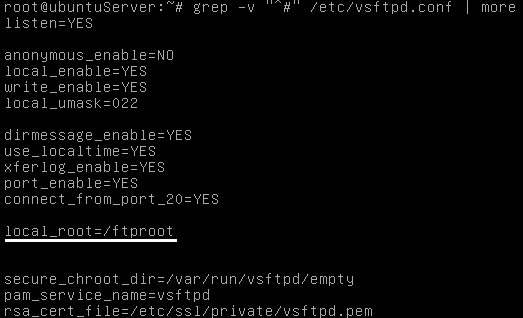 root@ubuntuServer:~# grep -v "^#" /etc/vsftpd.conf | more
listen=YES
anonymous_enable=NO
local_enable=YES
write_enable=YES
local_umask=022
dirmessage_enable=YES
use_localtime=YES
xferlog_enable=YES
port_enable=YES
connect_from_port_20=YES
local_root=/ftproot
secure_chroot_dir=/var/run/vsftpd/empty
pam_service_name=vsftpd
rsa_cert_file=/etc/ssl/private/vsftpd.pem